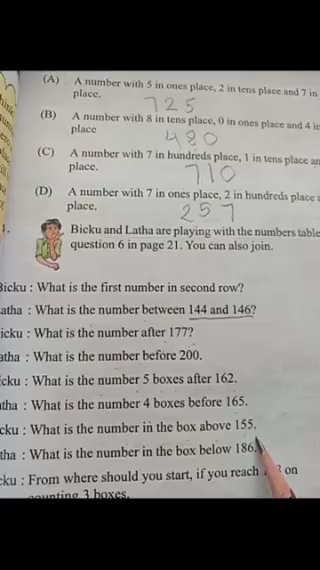 (A) A number with 5 in ones place, 2 in tens place and 7 in
place.
725
(B) A number with 8 in tens place, 0 in ones place and 4 in
place
480
(C) A number with 7 in hundreds place, 1 in tens place an
place.
710
(D) A number with 7 in ones place, 2 in hundreds place
place.
257
Bicku and Latha are playing with the numbers table
question 6 in page 21. You can also join.
Bicku : What is the first number in second row?
atha : What is the number between 144 and 146?
icku : What is the number after 177?
atha : What is the number before 200.
icku : What is the number 5 boxes after 162.
tha : What is the number 4 boxes before 165.
cku : What is the number in the box above 155.
tha : What is the number in the box below 186.
cku : From where should you start, if you reach on
counting 3 boxes.